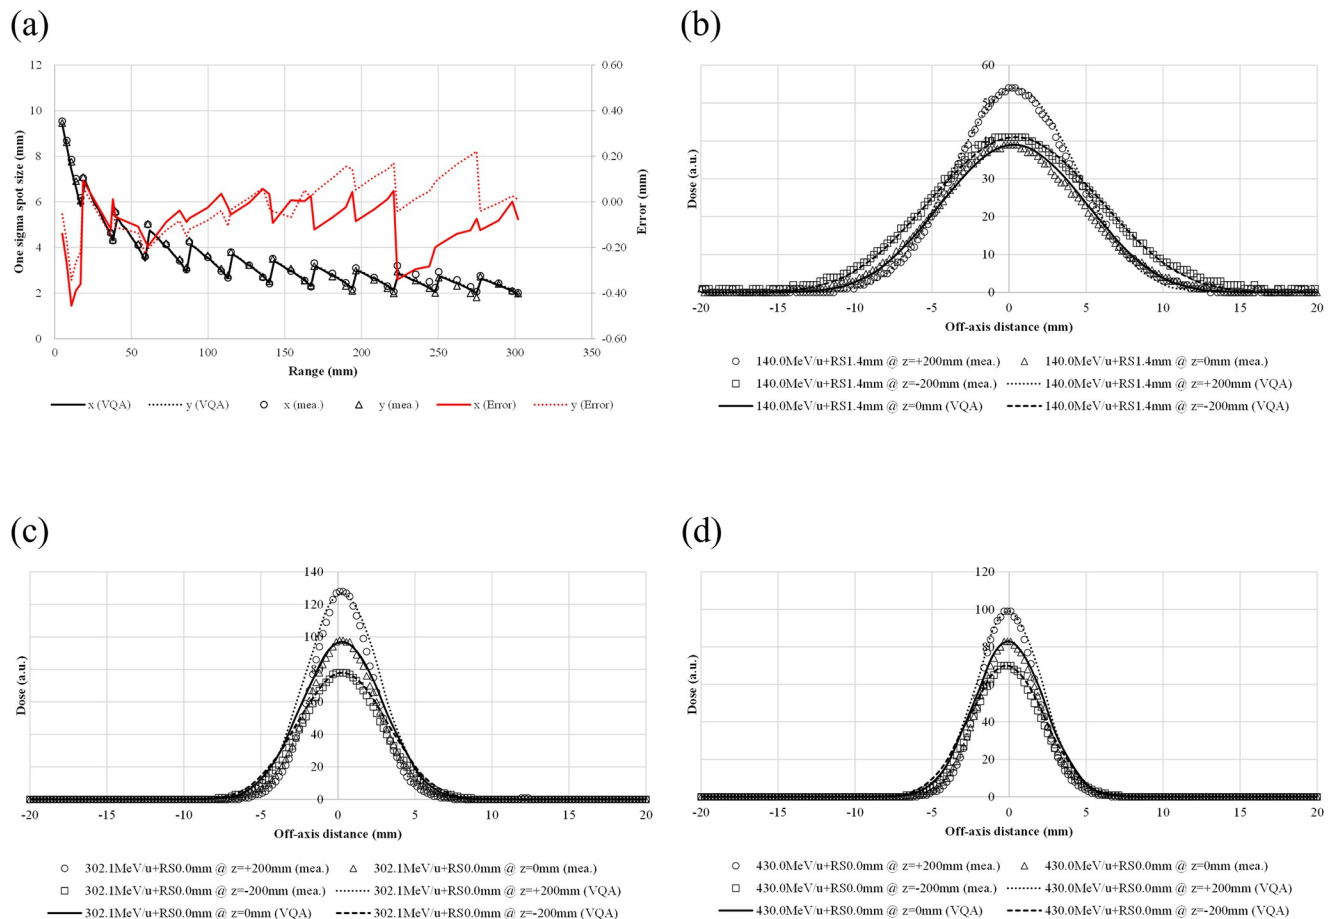 (a)
12
10
8
6
4
2
0
One sigma spot size (mm)
0.60
0.40
0.20
0.00
-0.20
-0.40
-0.60
Error (mm)
0 50 100 150 200 250 300 350
Range (mm)
x (VQA) y (VQA) x (mea.) y (mea.) x (Error) y (Error)
(b)
60
50
40
30
20
10
0
Dose (a.u.)
-20 -15 -10 -5 0 5 10 15 20
Off-axis distance (mm)
140.0MeV/u+RS1.4mm @ z=+200mm (mea.) 140.0MeV/u+RS1.4mm @ z=0mm (mea.)
140.0MeV/u+RS1.4mm @ z=-200mm (mea.) 140.0MeV/u+RS1.4mm @ z=+200mm (VQA)
140.0MeV/u+RS1.4mm @ z=0mm (VQA) 140.0MeV/u+RS1.4mm @ z=-200mm (VQA)
(c)
140
120
100
80
60
40
20
0
Dose (a.u.)
-20 -15 -10 -5 0 5 10 15 20
Off-axis distance (mm)
302.1MeV/u+RS0.0mm @ z=+200mm (mea.) 302.1MeV/u+RS0.0mm @ z=0mm (mea.)
302.1MeV/u+RS0.0mm @ z=-200mm (mea.) 302.1MeV/u+RS0.0mm @ z=+200mm (VQA)
302.1MeV/u+RS0.0mm @ z=0mm (VQA) 302.1MeV/u+RS0.0mm @ z=-200mm (VQA)
(d)
120
100
80
60
40
20
0
Dose (a.u.)
-20 -15 -10 -5 0 5 10 15 20
Off-axis distance (mm)
430.0MeV/u+RS0.0mm @ z=+200mm (mea.) 430.0MeV/u+RS0.0mm @ z=0mm (mea.)
430.0MeV/u+RS0.0mm @ z=-200mm (mea.) 430.0MeV/u+RS0.0mm @ z=+200mm (VQA)
430.0MeV/u+RS0.0mm @ z=0mm (VQA) 430.0MeV/u+RS0.0mm @ z=-200mm (VQA)